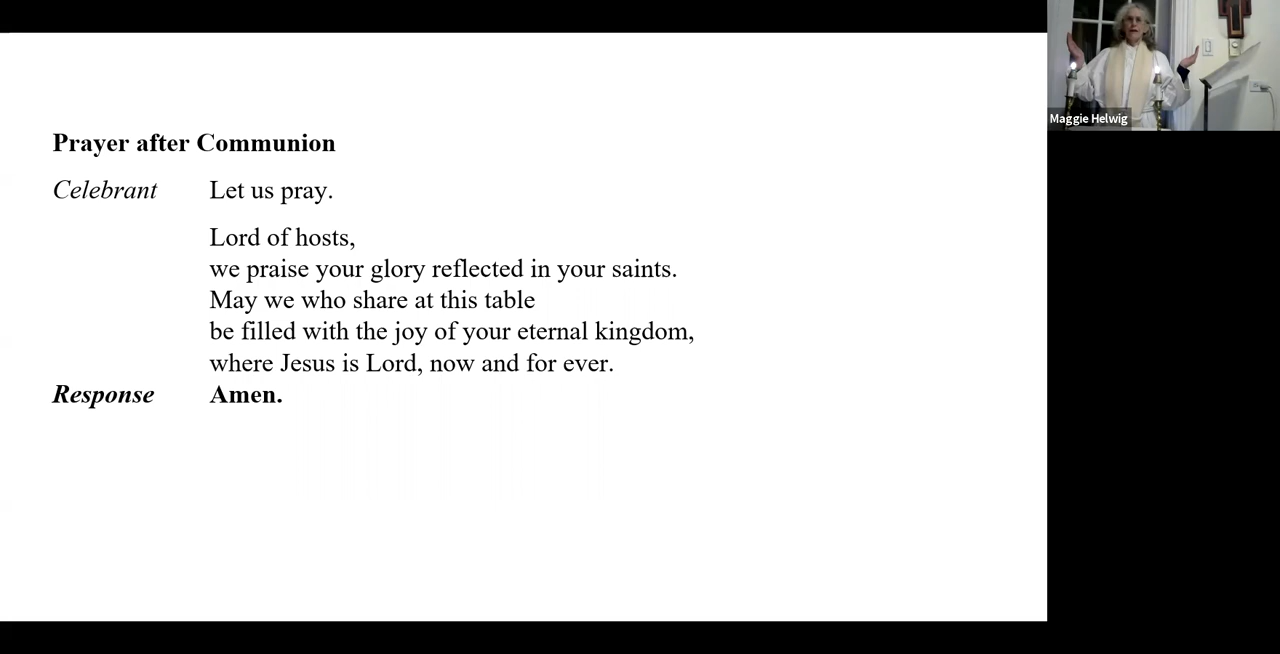 Prayer after Communion
Celebrant Let us pray.
Lord of hosts,
we praise your glory reflected in your saints.
May we who share at this table
be filled with the joy of your eternal kingdom,
where Jesus is Lord, now and for ever.
Response Amen.
Maggie Helwig